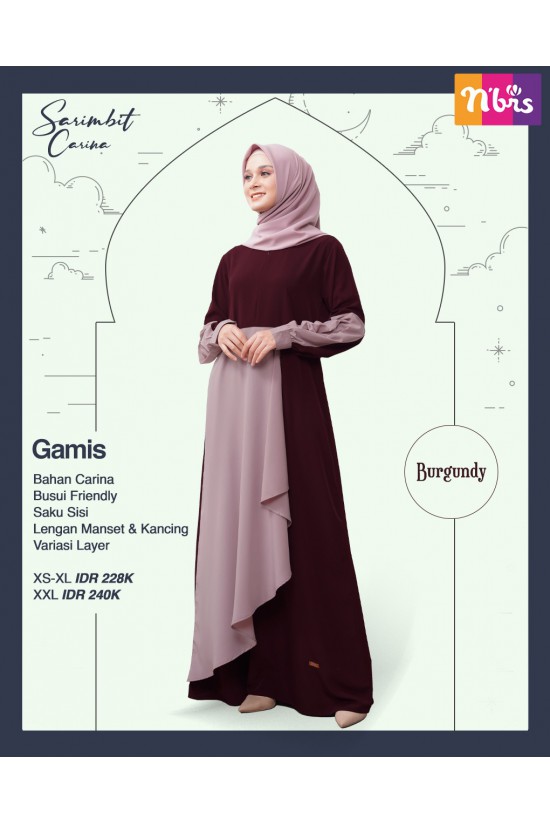 Sarimbit
Carina
N'brs
Gamis
Bahan Carina
Busui Friendly
Saku Sisi
Lengan Manset & Kancing
Variasi Layer
XS-XL IDR 228K
XXL IDR 240K
Burgundy